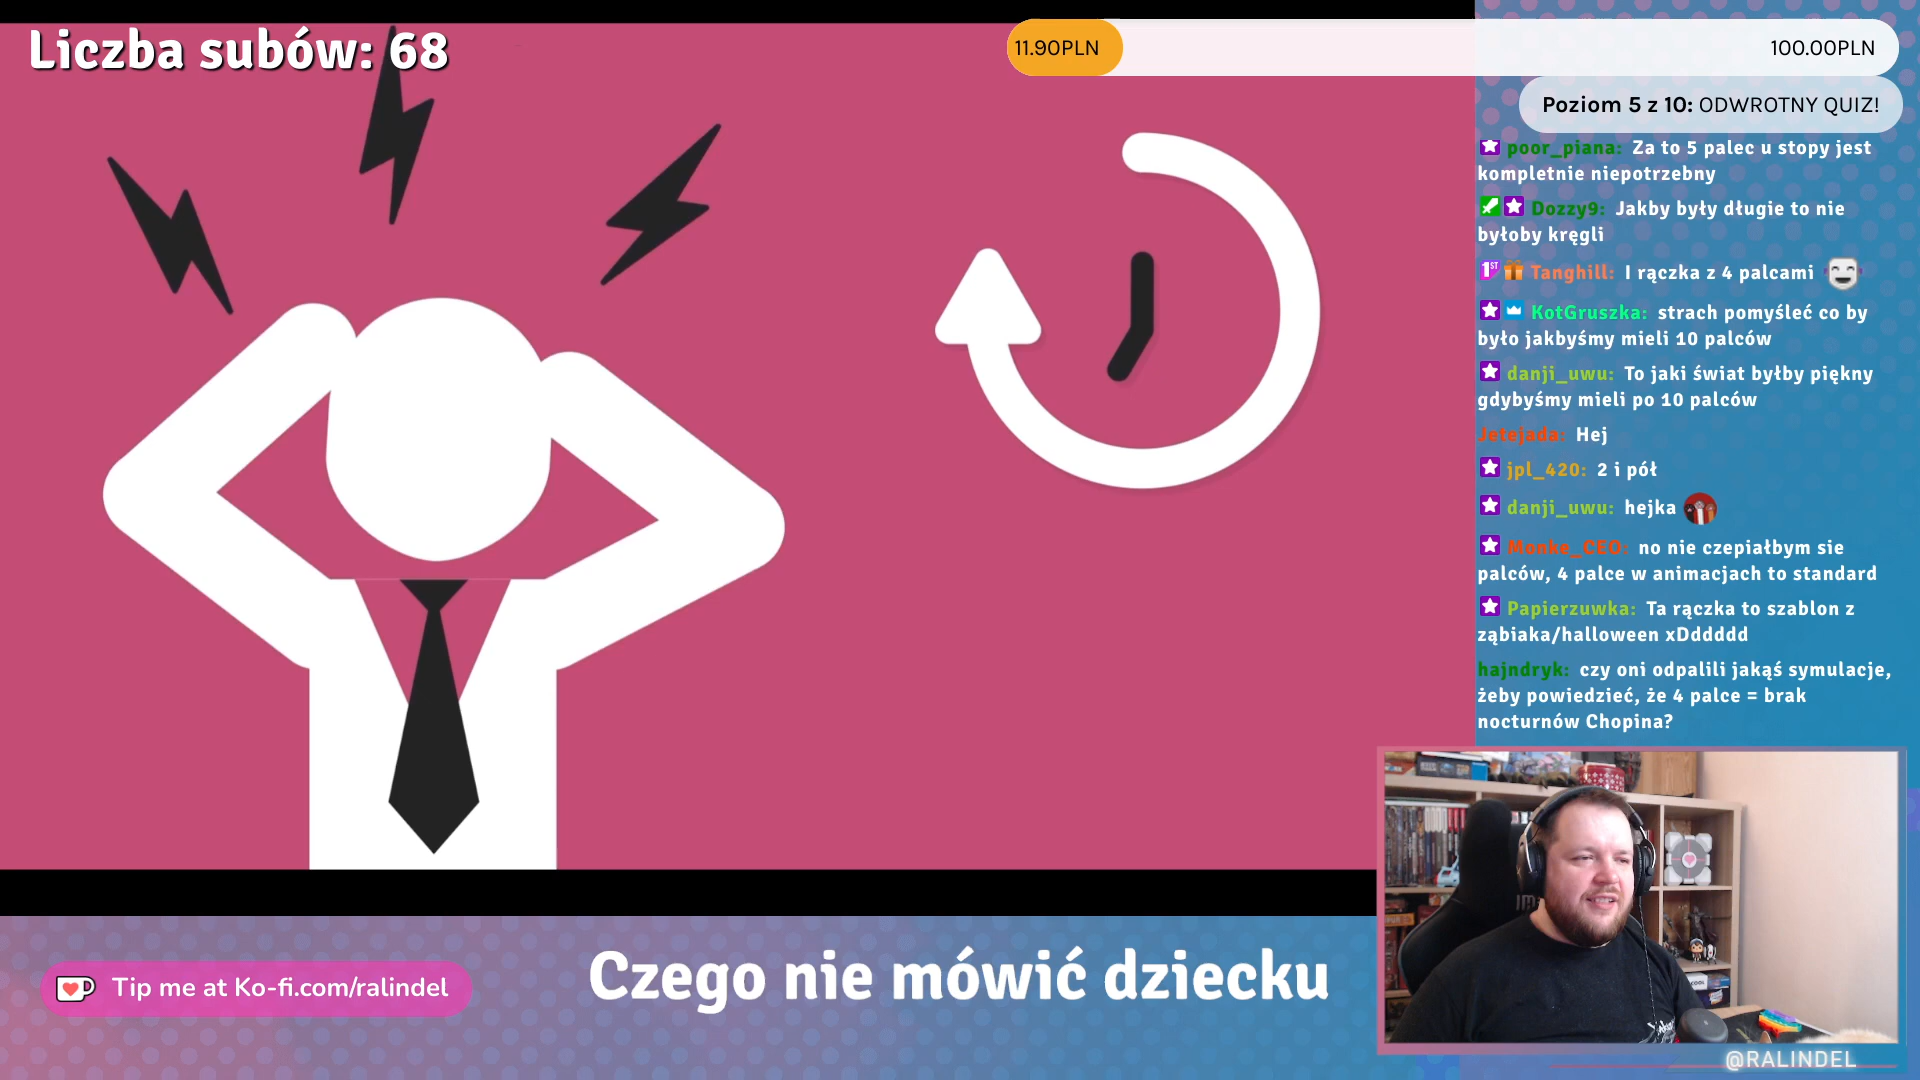 Liczba subów: 68
11.90PLN
100.00PLN
Poziom 5 z 10: ODWROTNY QUIZ!
poor_piana: Za to 5 palec u stopy jest
kompletnie niepotrzebny
Dozzy9: Jakby były długie to nie
byłoby kręgli
1ST Tanghill: I rączka z 4 palcami
KotGruszka: strach pomyśleć co by
było jakbyśmy mieli 10 palców
danji_uwu: To jaki świat byłby piękny
gdybyśmy mieli po 10 palców
Jetejada: Hej
jpl_420: 2 i pół
danji_uwu: hejka
Monke_CEO: no nie czepiałbym sie
palców, 4 palce w animacjach to standard
Papierzuwka: Ta rączka to szablon z
ząbiaka/halloween xDddddd
hajndryk: czy oni odpalili jakąś symulacje,
żeby powiedzieć, że 4 palce = brak
nocturnów Chopina?
Tip me at Ko-fi.com/ralindel
Czego nie mówić dziecku
@RALINDEL